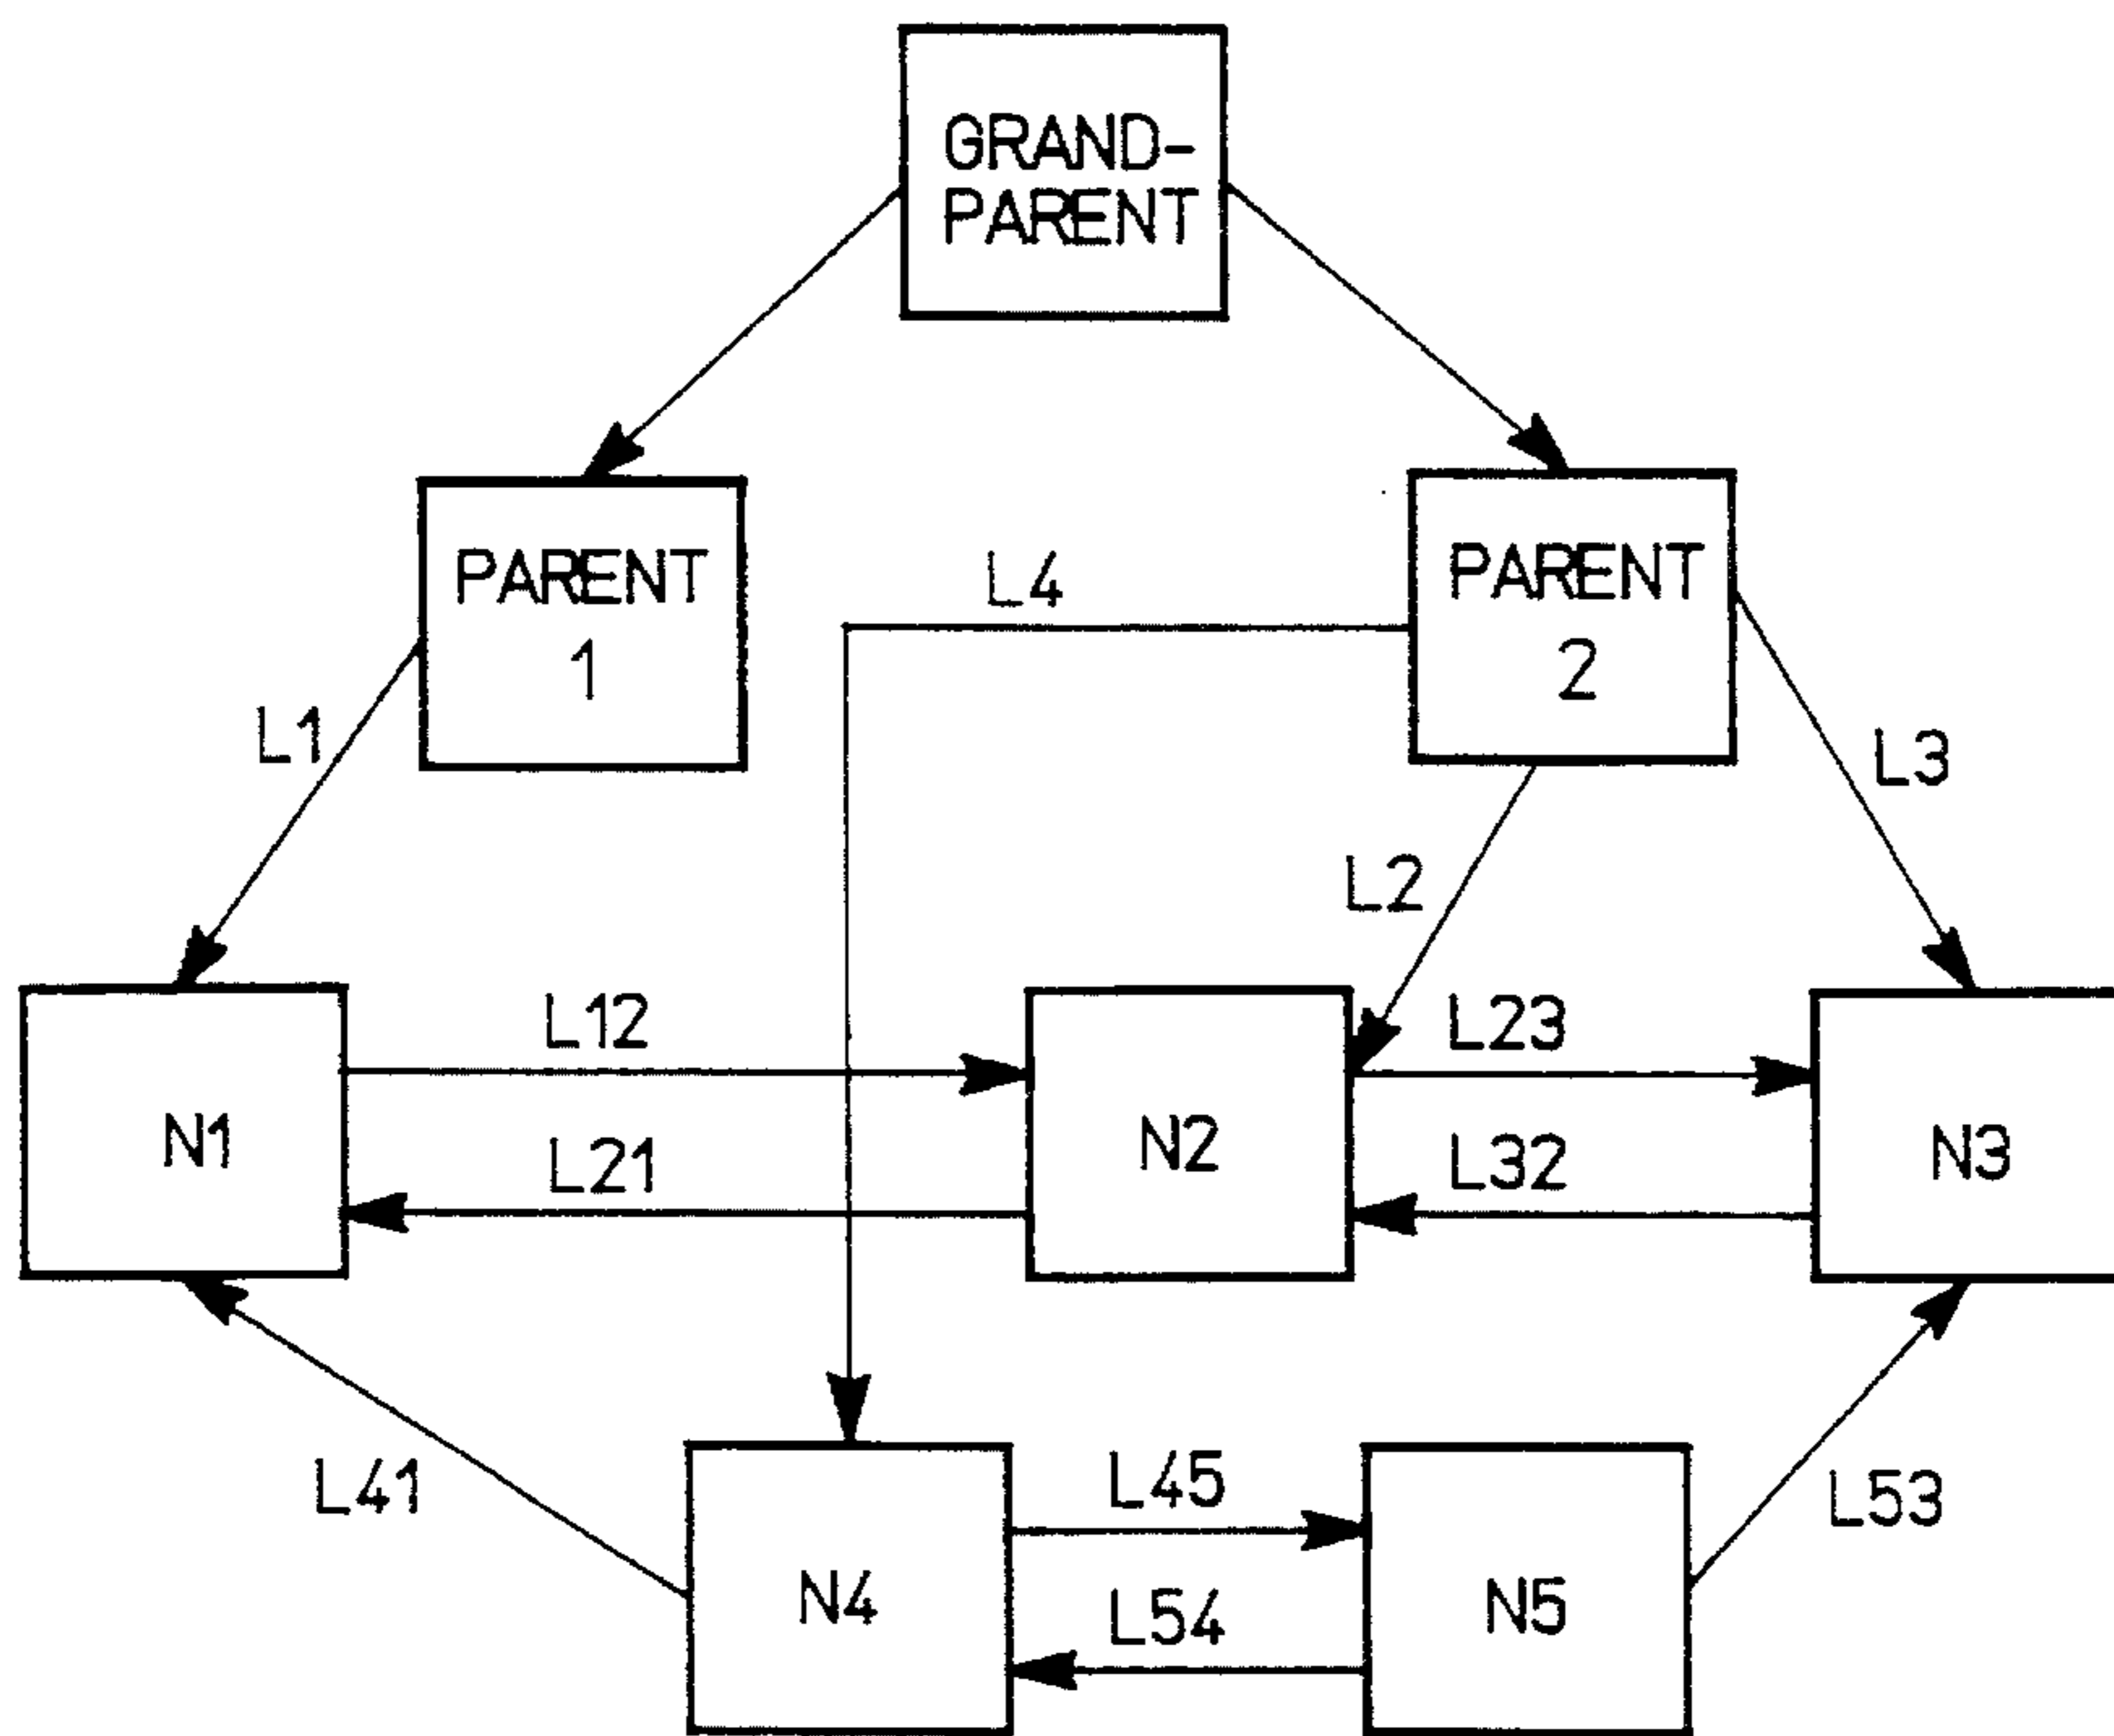 GRAND-
PARENT
PARENT
1
L4
PARENT
2
L1
L3
L2
L12
L23
N1
L21
N2
L32
N3
L41
L45
L53
N4
L54
N5